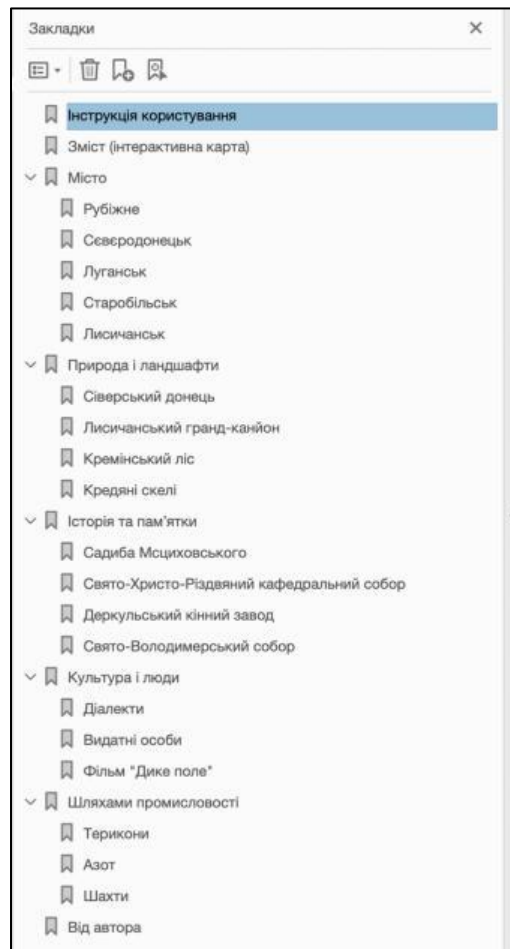 Закладки
Інструкція користування
Зміст (інтерактивна карта)
Місто
Рубіжне
Сєвєродонецьк
Луганськ
Старобільськ
Лисичанськ
Природа і ландшафти
Сіверський донець
Лисичанський гранд-канйон
Кремінський ліс
Кредяні скелі
Історія та пам'ятки
Садиба Мсциховського
Свято-Христо-Різдвяний кафедральний собор
Деркульський кінний завод
Свято-Володимерський собор
Культура і люди
Діалекти
Видатні особи
Фільм "Дике поле"
Шляхами промисловості
Терикони
Азот
Шахти
Від автора